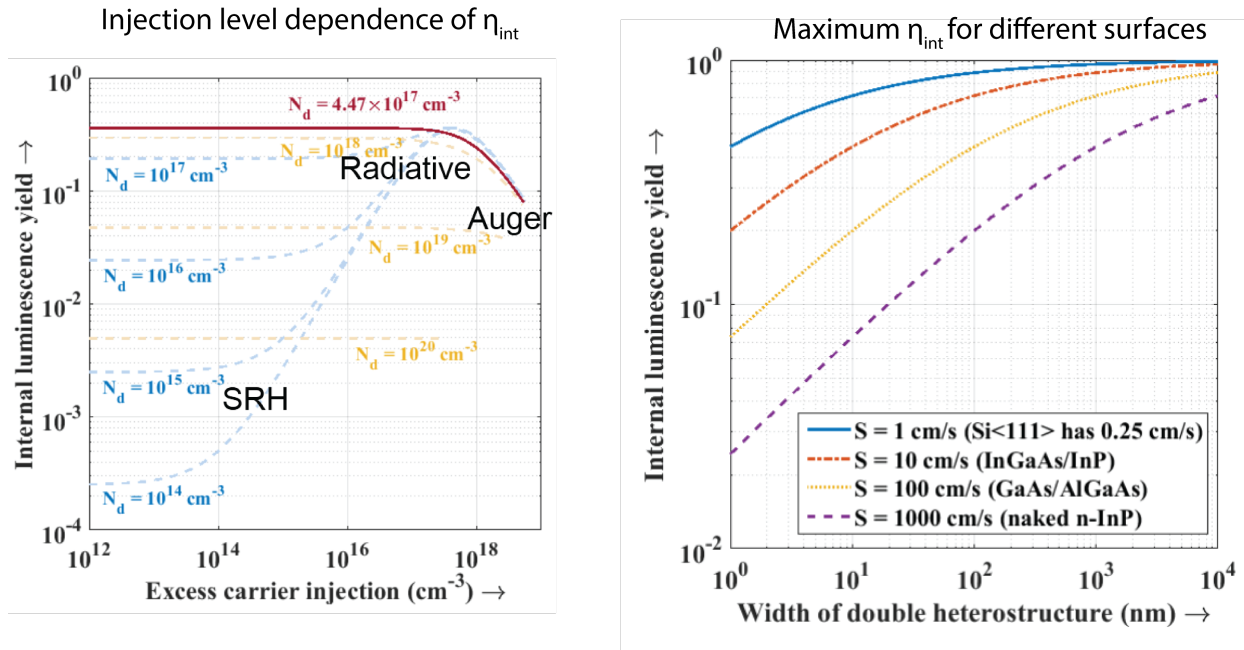 Injection level dependence of η_int
10^0
10^-1
10^-2
10^-3
10^-4
Internal luminescence yield →
N_d = 4.47×10^17 cm^-3
N_d = 10^18 cm^-3
N_d = 10^17 cm^-3
Radiative
Auger
N_d = 10^19 cm^-3
N_d = 10^16 cm^-3
N_d = 10^20 cm^-3
N_d = 10^15 cm^-3
SRH
N_d = 10^14 cm^-3
10^12 10^14 10^16 10^18
Excess carrier injection (cm^-3) →
Maximum η_int for different surfaces
10^0
10^-1
10^-2
Internal luminescence yield →
S = 1 cm/s (Si<111> has 0.25 cm/s)
S = 10 cm/s (InGaAs/InP)
S = 100 cm/s (GaAs/AlGaAs)
S = 1000 cm/s (naked n-InP)
10^0 10^1 10^2 10^3 10^4
Width of double heterostructure (nm) →